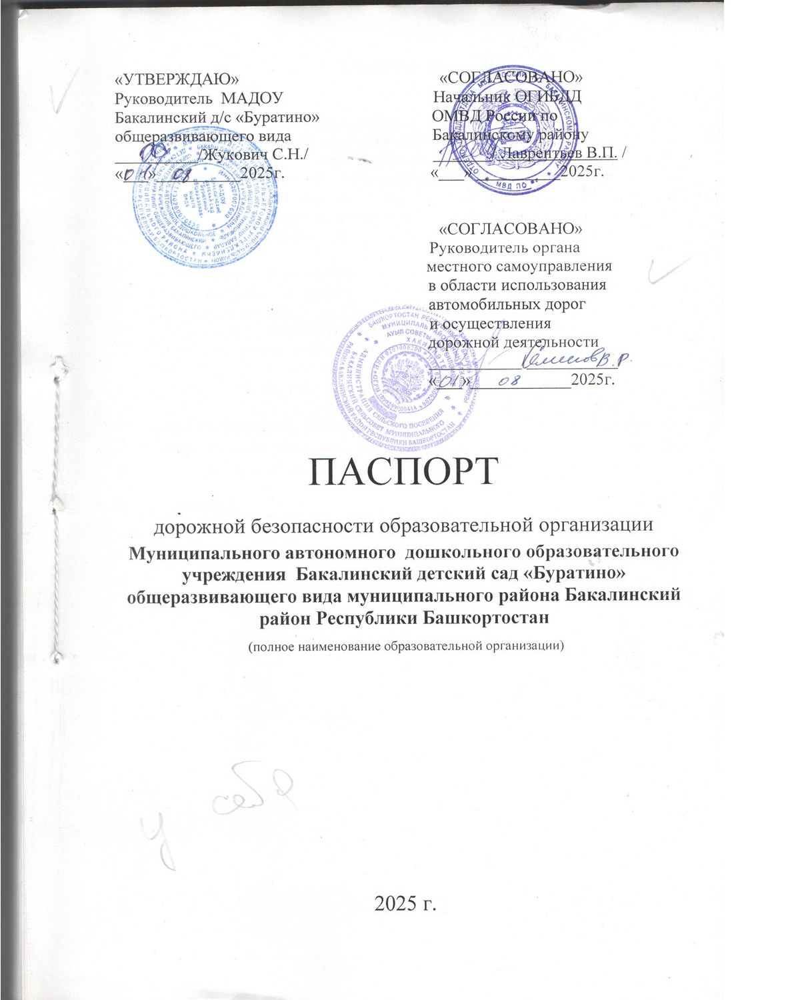 «УТВЕРЖДАЮ»
Руководитель МАДОУ
Бакалинский д/с «Буратино»
общеразвивающего вида
/Жукович С.Н./
«01» 08 2025г.
«СОГЛАСОВАНО»
Начальник ОГИБДД
ОМВД России по
Бакалинскому району
/Лаврентьев В.П. /
«___»__________2025г.
«СОГЛАСОВАНО»
Руководитель органа
местного самоуправления
в области использования
автомобильных дорог
и осуществления
дорожной деятельности
В.Р.
«01» 08 2025г.
ПАСПОРТ
дорожной безопасности образовательной организации
Муниципального автономного дошкольного образовательного
учреждения Бакалинский детский сад «Буратино»
общеразвивающего вида муниципального района Бакалинский
район Республики Башкортостан
(полное наименование образовательной организации)
у себя
2025 г.